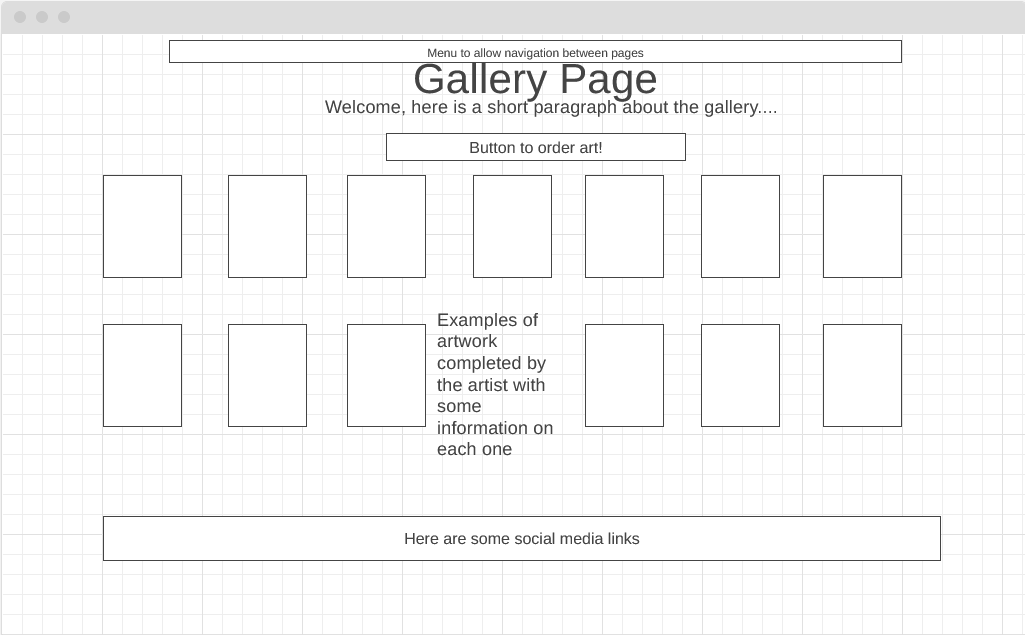 Menu to allow navigation between pages
Gallery Page
Welcome, here is a short paragraph about the gallery....
Button to order art!
Examples of
artwork
completed by
the artist with
some
information on
each one
Here are some social media links